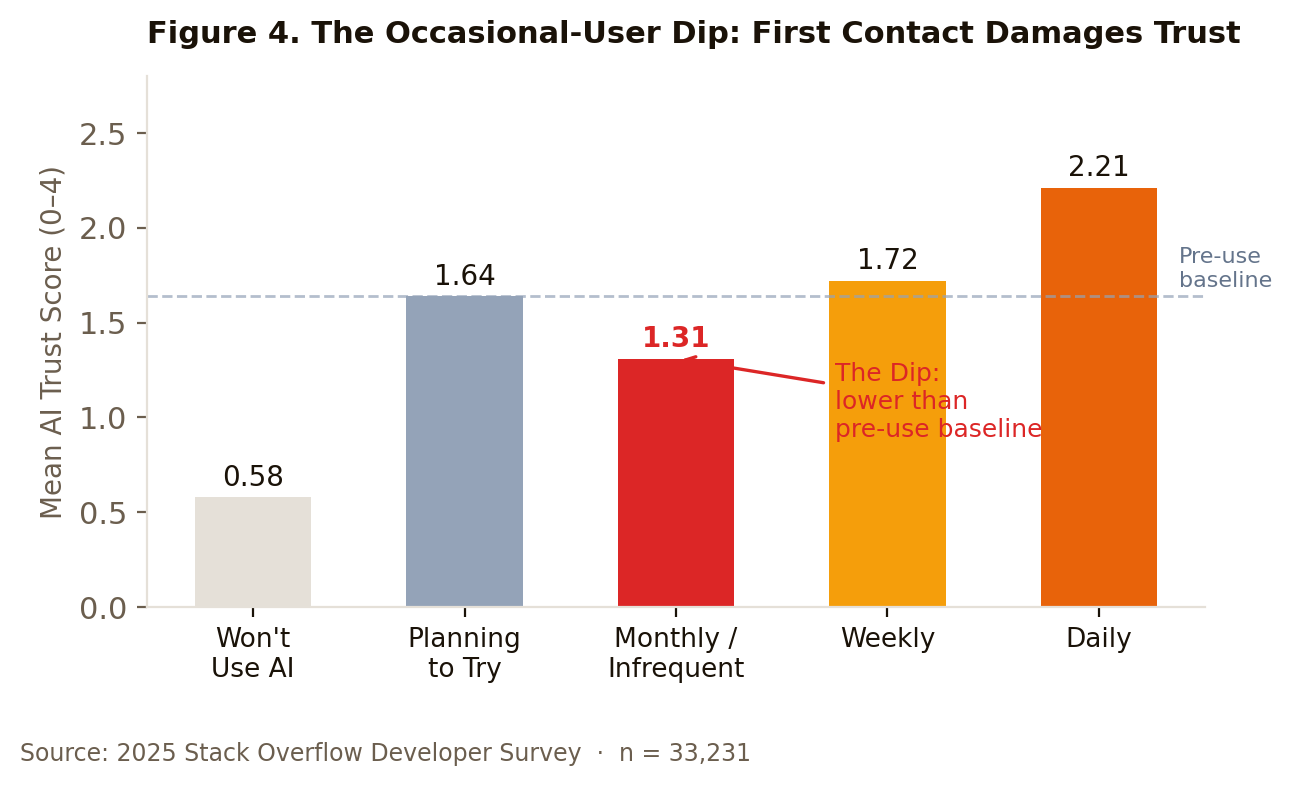 Figure 4. The Occasional-User Dip: First Contact Damages Trust
Mean AI Trust Score (0–4)
2.5
2.0
1.5
1.0
0.5
0.0
0.58
1.64
1.31
1.72
2.21
Pre-use
baseline
The Dip:
lower than
pre-use baseline
Won't
Use AI
Planning
to Try
Monthly /
Infrequent
Weekly
Daily
Source: 2025 Stack Overflow Developer Survey · n = 33,231